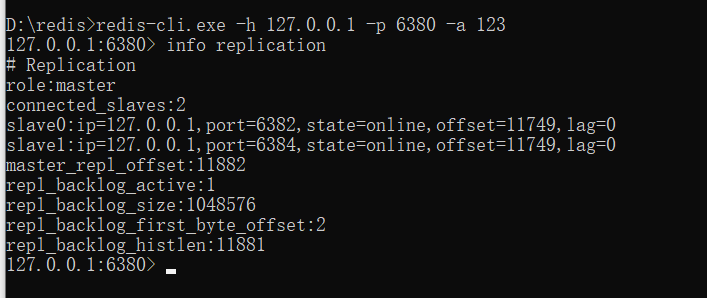 D:\redis>redis-cli.exe -h 127.0.0.1 -p 6380 -a 123
127.0.0.1:6380> info replication
# Replication
role:master
connected_slaves:2
slave0:ip=127.0.0.1,port=6382,state=online,offset=11749,lag=0
slave1:ip=127.0.0.1,port=6384,state=online,offset=11749,lag=0
master_repl_offset:11882
repl_backlog_active:1
repl_backlog_size:1048576
repl_backlog_first_byte_offset:2
repl_backlog_histlen:11881
127.0.0.1:6380>